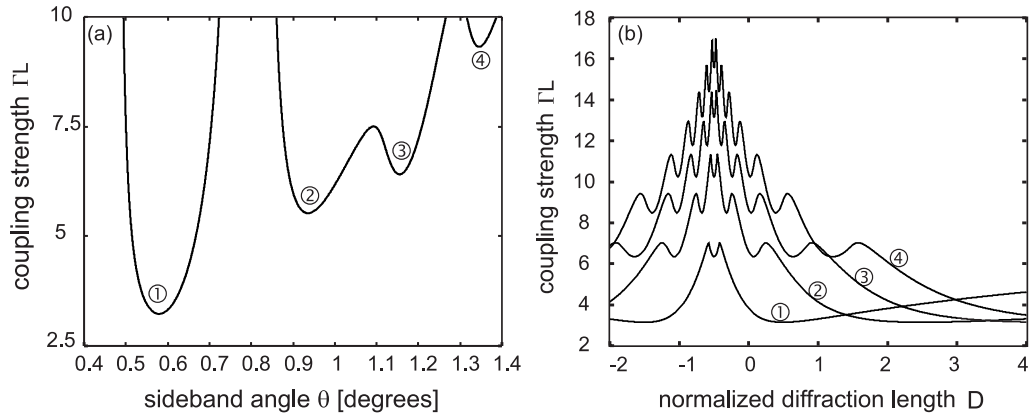 (a)
coupling strength ΓL
10
7.5
5
2.5
①
②
③
④
0.4 0.5 0.6 0.7 0.8 0.9 1 1.1 1.2 1.3 1.4
sideband angle θ [degrees]
(b)
coupling strength ΓL
18
16
14
12
10
8
6
4
2
①
②
③
④
-2 -1 0 1 2 3 4
normalized diffraction length D